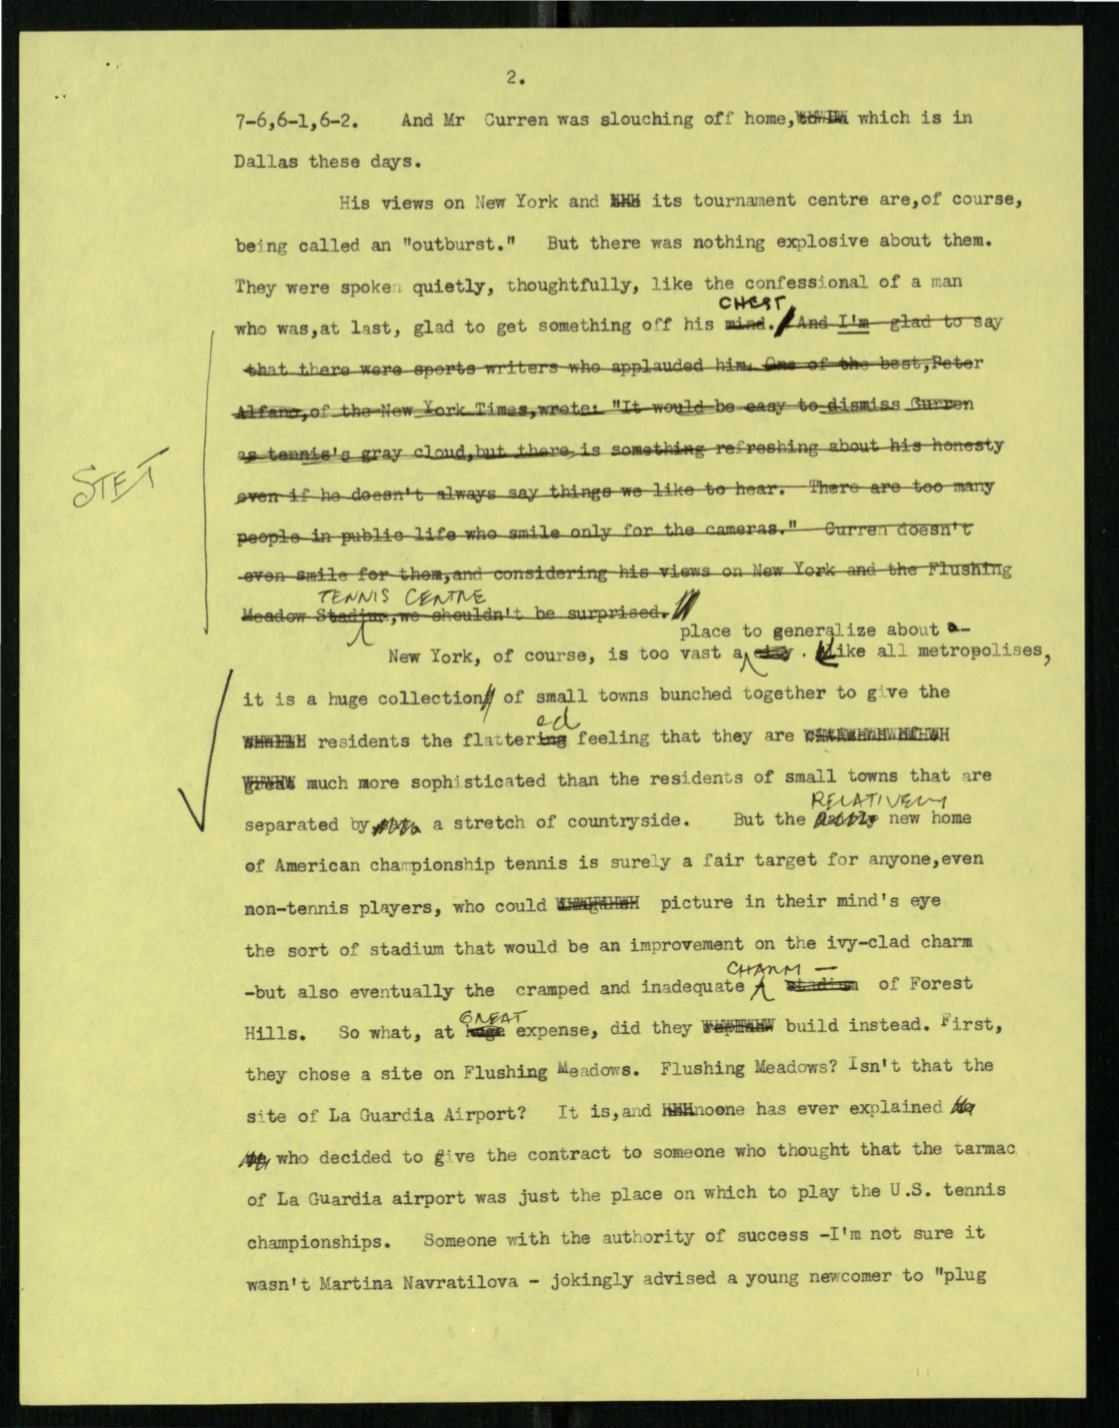 2.
7-6,6-1,6-2. And Mr Curren was slouching off home, which is in
Dallas these days.
His views on New York and its tournament centre are,of course,
being called an "outburst." But there was nothing explosive about them.
They were spoken quietly, thoughtfully, like the confessional of a man
CHEST
who was,at last, glad to get something off his mind. And I'm glad to say
that there were sports writers who applauded him. One of the best,Peter
Alfano,of the New York Times,wrote: "It would be easy to dismiss Curren
as tennis's gray cloud,but there is something refreshing about his honesty
STET
even if he doesn't always say things we like to hear. There are too many
people in public life who smile only for the cameras." Curren doesn't
even smile for them,and considering his views on New York and the Flushing
TENNIS CENTRE
Meadow Stadium,we shouldn't be surprised.
place to generalize about -
New York, of course, is too vast a city . Like all metropolises,
it is a huge collection of small towns bunched together to give the
ed
residents the flattering feeling that they are
great much more sophisticated than the residents of small towns that are
RELATIVELY
separated by a stretch of countryside. But the new home
of American championship tennis is surely a fair target for anyone,even
non-tennis players, who could picture in their mind's eye
the sort of stadium that would be an improvement on the ivy-clad charm
CHARM —
-but also eventually the cramped and inadequate stadium of Forest
GREAT
Hills. So what, at huge expense, did they build instead. First,
they chose a site on Flushing Meadows. Flushing Meadows? Isn't that the
site of La Guardia Airport? It is,and noone has ever explained
who decided to give the contract to someone who thought that the tarmac
of La Guardia airport was just the place on which to play the U.S. tennis
championships. Someone with the authority of success -I'm not sure it
wasn't Martina Navratilova - jokingly advised a young newcomer to "plug